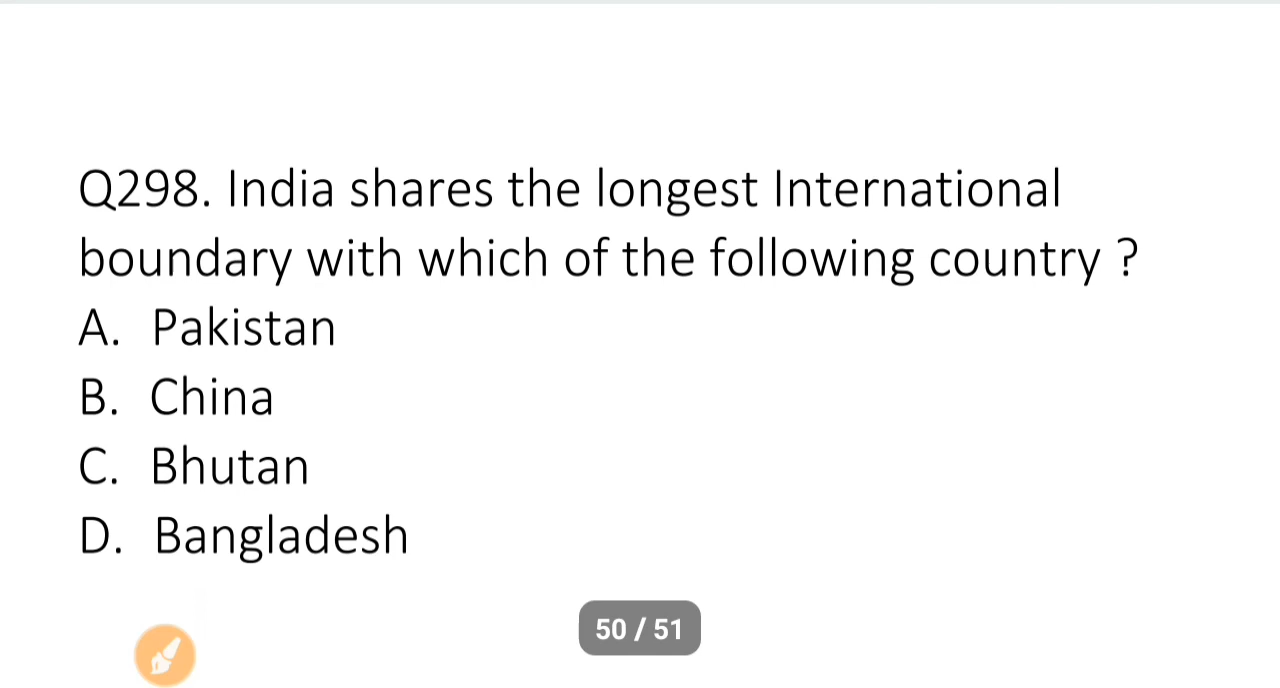 Q298. India shares the longest International
boundary with which of the following country ?
A. Pakistan
B. China
C. Bhutan
D. Bangladesh
50 / 51